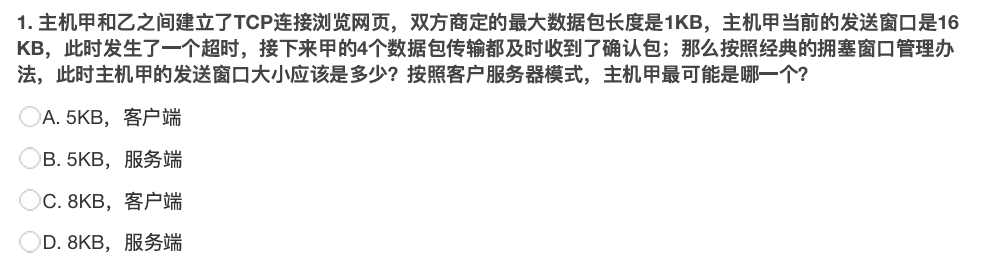 1. 主机甲和乙之间建立了TCP连接浏览网页，双方商定的最大数据包长度是1KB，主机甲当前的发送窗口是16
KB，此时发生了一个超时，接下来甲的4个数据包传输都及时收到了确认包；那么按照经典的拥塞窗口管理办
法，此时主机甲的发送窗口大小应该是多少？按照客户服务器模式，主机甲最可能是哪一个？
A. 5KB，客户端
B. 5KB，服务端
C. 8KB，客户端
D. 8KB，服务端